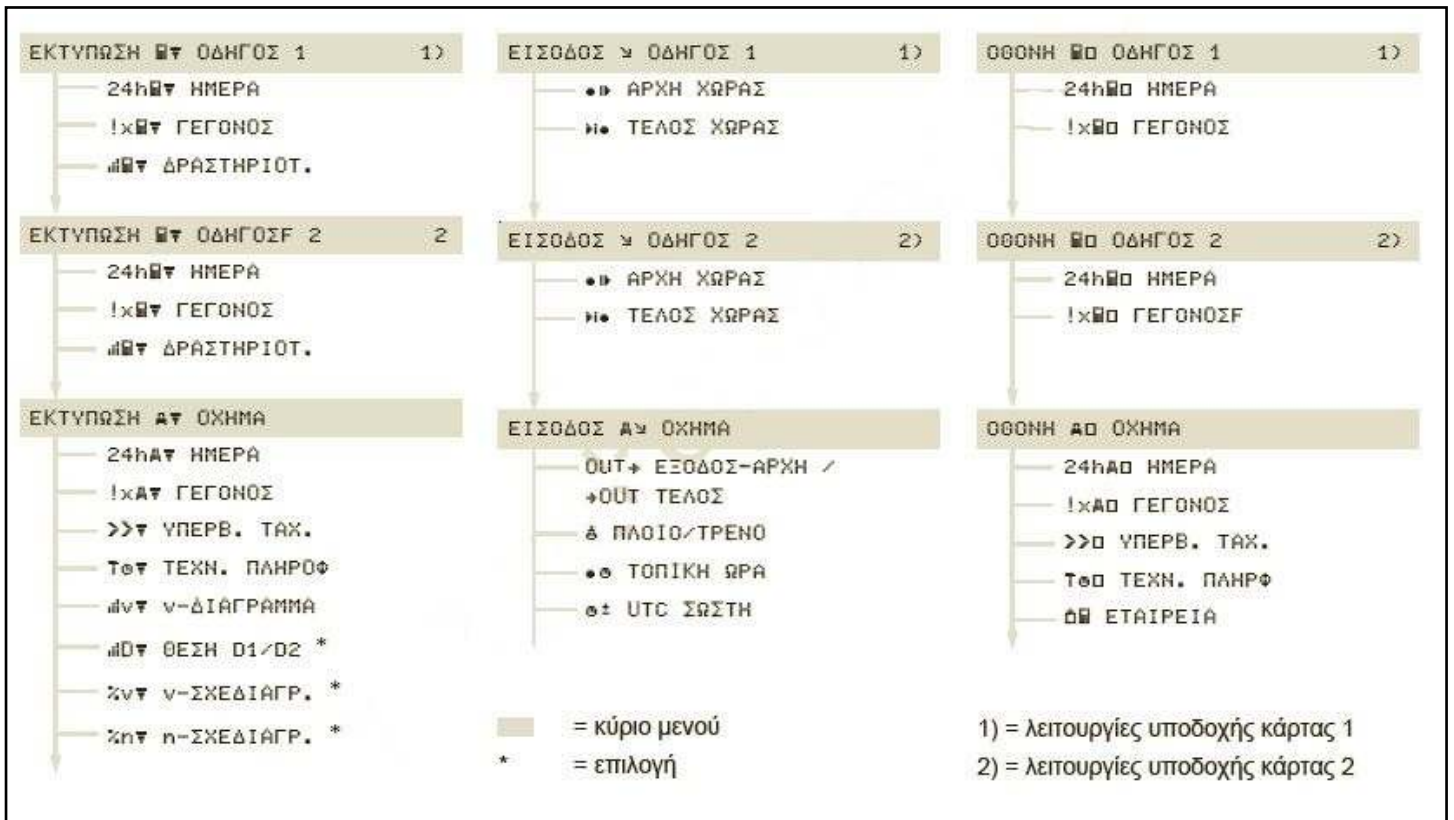 ΕΚΤΥΠΩΣΗ ▼ ΟΔΗΓΟΣ 1 1)
24h▼ ΗΜΕΡΑ
!x▼ ΓΕΓΟΝΟΣ
▼ ΔΡΑΣΤΗΡΙΟΤ.
ΕΚΤΥΠΩΣΗ ▼ ΟΔΗΓΟΣF 2 2
24h▼ ΗΜΕΡΑ
!x▼ ΓΕΓΟΝΟΣ
▼ ΔΡΑΣΤΗΡΙΟΤ.
ΕΚΤΥΠΩΣΗ ▼ ΟΧΗΜΑ
24h▼ ΗΜΕΡΑ
!x▼ ΓΕΓΟΝΟΣ
>>▼ ΥΠΕΡΒ. ΤΑΧ.
▼ ΤΕΧΝ. ΠΛΗΡΟΦ
v▼ v-ΔΙΑΓΡΑΜΜΑ
D▼ ΘΕΣΗ D1/D2 *
%v▼ v-ΣΧΕΔΙΑΓΡ. *
%n▼ n-ΣΧΕΔΙΑΓΡ. *
ΕΙΣΟΔΟΣ ΟΔΗΓΟΣ 1 1)
ΑΡΧΗ ΧΩΡΑΣ
ΤΕΛΟΣ ΧΩΡΑΣ
ΕΙΣΟΔΟΣ ΟΔΗΓΟΣ 2 2)
ΑΡΧΗ ΧΩΡΑΣ
ΤΕΛΟΣ ΧΩΡΑΣ
ΕΙΣΟΔΟΣ ΟΧΗΜΑ
OUT→ ΕΞΟΔΟΣ-ΑΡΧΗ /
→OUT ΤΕΛΟΣ
ΠΛΟΙΟ/ΤΡΕΝΟ
ΤΟΠΙΚΗ ΩΡΑ
UTC ΣΩΣΤΗ
= κύριο μενού
* = επιλογή
ΟΘΟΝΗ ΟΔΗΓΟΣ 1 1)
24h ΗΜΕΡΑ
!x ΓΕΓΟΝΟΣ
ΟΘΟΝΗ ΟΔΗΓΟΣ 2 2)
24h ΗΜΕΡΑ
!x ΓΕΓΟΝΟΣF
ΟΘΟΝΗ ΟΧΗΜΑ
24h ΗΜΕΡΑ
!x ΓΕΓΟΝΟΣ
>> ΥΠΕΡΒ. ΤΑΧ.
ΤΕΧΝ. ΠΛΗΡΦ
ΕΤΑΙΡΕΙΑ
1) = λειτουργίες υποδοχής κάρτας 1
2) = λειτουργίες υποδοχής κάρτας 2